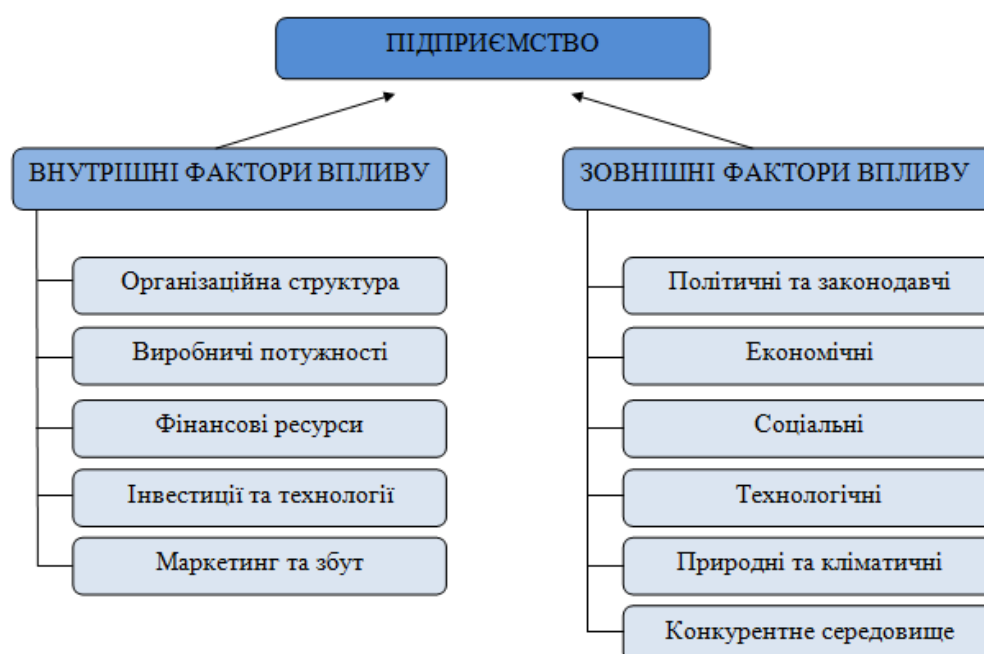 ПІДПРИЄМСТВО
ВНУТРІШНІ ФАКТОРИ ВПЛИВУ
Організаційна структура
Виробничі потужності
Фінансові ресурси
Інвестиції та технології
Маркетинг та збут
ЗОВНІШНІ ФАКТОРИ ВПЛИВУ
Політичні та законодавчі
Економічні
Соціальні
Технологічні
Природні та кліматичні
Конкурентне середовище